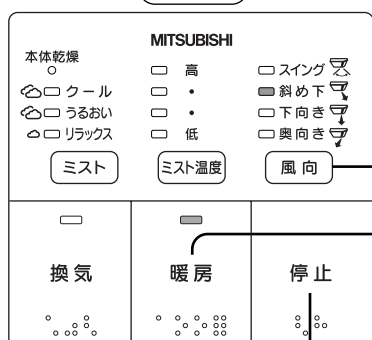 MITSUBISHI
本体乾燥
クール
うるおい
リラックス
ミスト
高
・
・
低
ミスト温度
スイング
斜め下
下向き
奥向き
風向
換気
暖房
停止